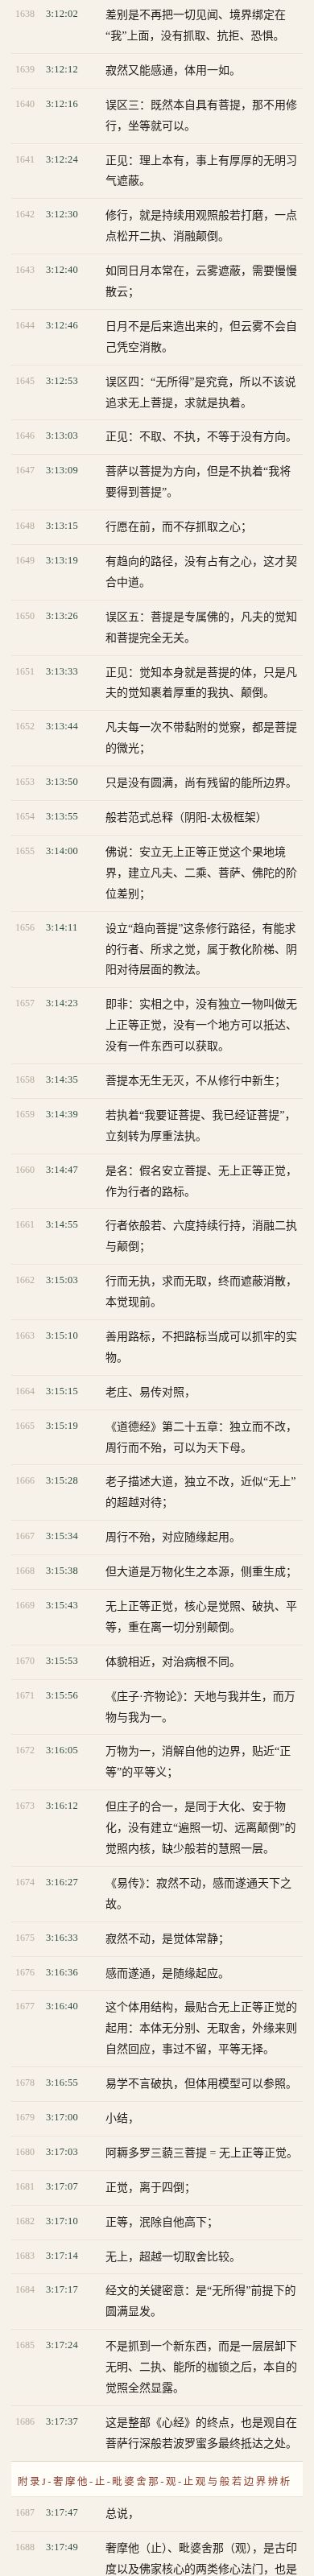 1638 3:12:02 差别是不再把一切见闻、境界绑定在
“我”上面，没有抓取、抗拒、恐惧。
1639 3:12:12 寂然又能感通，体用一如。
1640 3:12:16 误区三：既然本自具有菩提，那不用修
行，坐等就可以。
1641 3:12:24 正见：理上本有，事上有厚厚的无明习
气遮蔽。
1642 3:12:30 修行，就是持续用观照般若打磨，一点
点松开二执、消融颠倒。
1643 3:12:40 如同日月本常在，云雾遮蔽，需要慢慢
散云；
1644 3:12:46 日月不是后来造出来的，但云雾不会自
己凭空消散。
1645 3:12:53 误区四：“无所得”是究竟，所以不该说
追求无上菩提，求就是执着。
1646 3:13:03 正见：不取、不执，不等于没有方向。
1647 3:13:09 菩萨以菩提为方向，但是不执着“我将
要得到菩提”。
1648 3:13:15 行愿在前，而不存抓取之心；
1649 3:13:19 有趋向的路径，没有占有之心，这才契
合中道。
1650 3:13:26 误区五：菩提是专属佛的，凡夫的觉知
和菩提完全无关。
1651 3:13:33 正见：觉知本身就是菩提的体，只是凡
夫的觉知裹着厚重的我执、颠倒。
1652 3:13:44 凡夫每一次不带黏附的觉察，都是菩提
的微光；
1653 3:13:50 只是没有圆满，尚有残留的能所边界。
1654 3:13:55 般若范式总释（阴阳-太极框架）
1655 3:14:00 佛说：安立无上正等正觉这个果地境
界，建立凡夫、二乘、菩萨、佛陀的阶
位差别；
1656 3:14:11 设立“趋向菩提”这条修行路径，有能求
的行者、所求之觉，属于教化阶梯、阴
阳对待层面的教法。
1657 3:14:23 即非：实相之中，没有独立一物叫做无
上正等正觉，没有一个地方可以抵达、
没有一件东西可以获取。
1658 3:14:35 菩提本无生无灭，不从修行中新生；
1659 3:14:39 若执着“我要证菩提、我已经证菩提”，
立刻转为厚重法执。
1660 3:14:47 是名：假名安立菩提、无上正等正觉，
作为行者的路标。
1661 3:14:55 行者依般若、六度持续行持，消融二执
与颠倒；
1662 3:15:03 行而无执，求而无取，终而遮蔽消散，
本觉现前。
1663 3:15:10 善用路标，不把路标当成可以抓牢的实
物。
1664 3:15:15 老庄、易传对照，
1665 3:15:19 《道德经》第二十五章：独立而不改，
周行而不殆，可以为天下母。
1666 3:15:28 老子描述大道，独立不改，近似“无上”
的超越对待；
1667 3:15:34 周行不殆，对应随缘起用。
1668 3:15:38 但大道是万物化生之本源，侧重生成；
1669 3:15:43 无上正等正觉，核心是觉照、破执、平
等，重在离一切分别颠倒。
1670 3:15:53 体貌相近，对治病根不同。
1671 3:15:56 《庄子·齐物论》：天地与我并生，而万
物与我为一。
1672 3:16:05 万物为一，消解自他的边界，贴近“正
等”的平等义；
1673 3:16:12 但庄子的合一，是同于大化、安于物
化，没有建立“遍照一切、远离颠倒”的
觉照内核，缺少般若的慧照一层。
1674 3:16:27 《易传》：寂然不动，感而遂通天下之
故。
1675 3:16:33 寂然不动，是觉体常静；
1676 3:16:36 感而遂通，是随缘起应。
1677 3:16:40 这个体用结构，最贴合无上正等正觉的
起用：本体无分别、无取舍，外缘来则
自然回应，事过不留，平等无择。
1678 3:16:55 易学不言破执，但体用模型可以参照。
1679 3:17:00 小结，
1680 3:17:03 阿耨多罗三藐三菩提 = 无上正等正觉。
1681 3:17:07 正觉，离于四倒；
1682 3:17:10 正等，泯除自他高下；
1683 3:17:14 无上，超越一切取舍比较。
1684 3:17:17 经文的关键密意：是“无所得”前提下的
圆满显发。
1685 3:17:24 不是抓到一个新东西，而是一层层卸下
无明、二执、能所的枷锁之后，本自的
觉照全然显露。
1686 3:17:37 这是整部《心经》的终点，也是观自在
菩萨行深般若波罗蜜多最终抵达之处。
附录J-奢摩他-止-毗婆舍那-观-止观与般若边界辨析
1687 3:17:47 总说，
1688 3:17:49 奢摩他（止）、毗婆舍那（观），是古印
度以及佛家核心的两类修心法门，也是